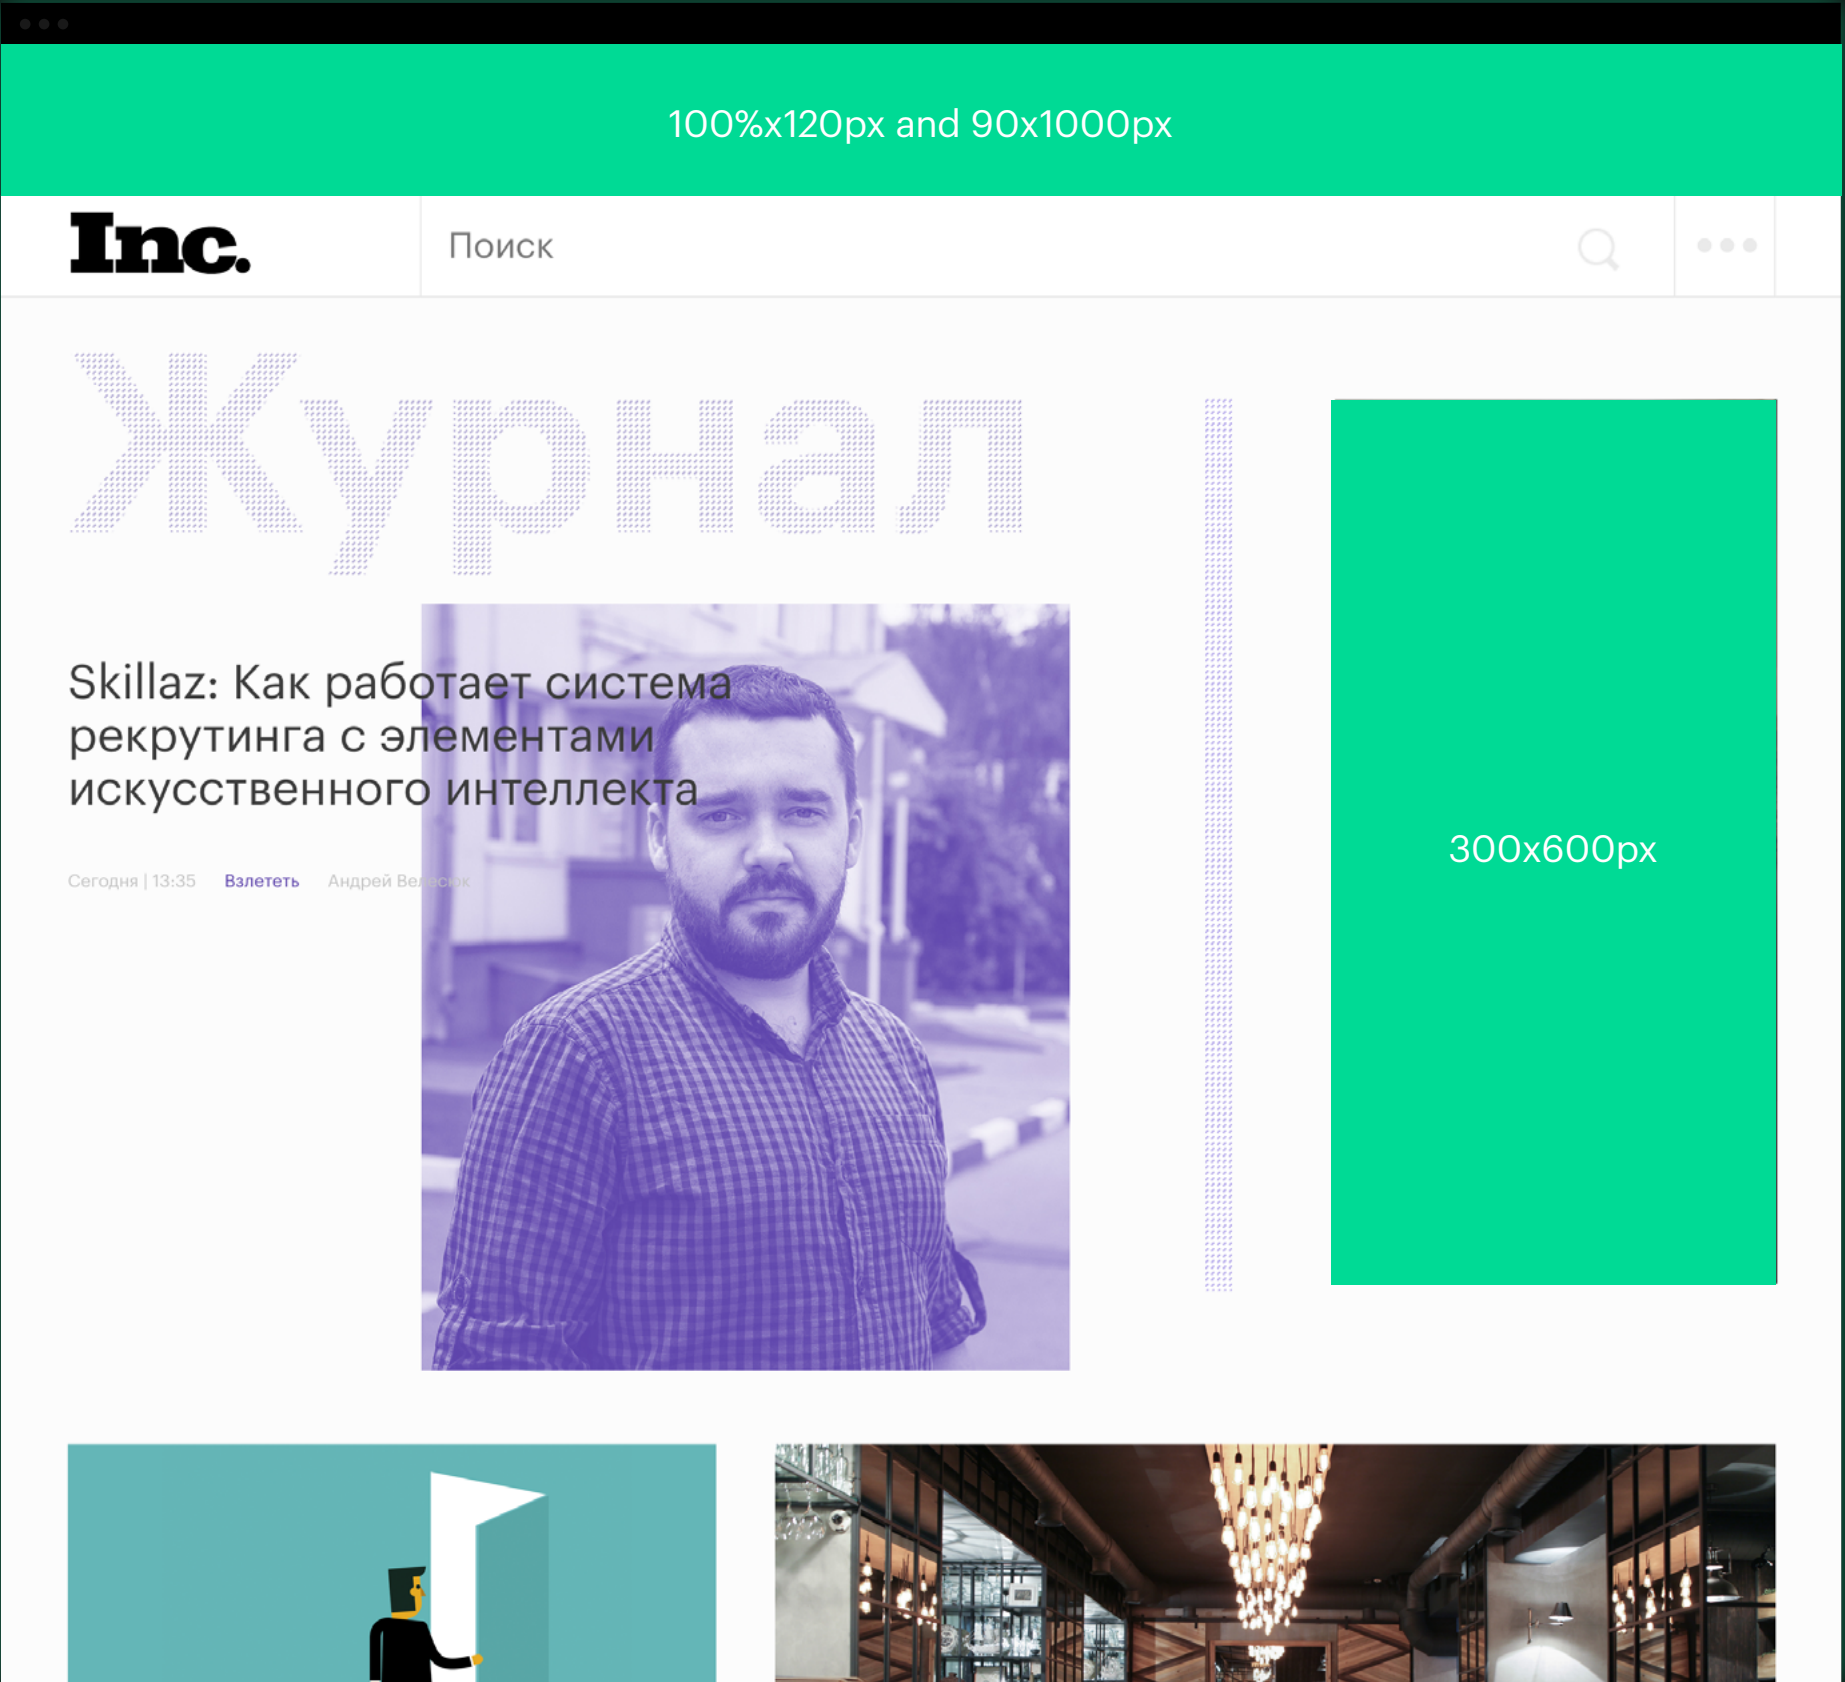 100%x120px and 90x1000px
Inc.
Поиск
Журнал
Skillaz: Как работает система
рекрутинга с элементами
искусственного интеллекта
Сегодня | 13:35 Взлететь Андрей Велесюк
300x600px